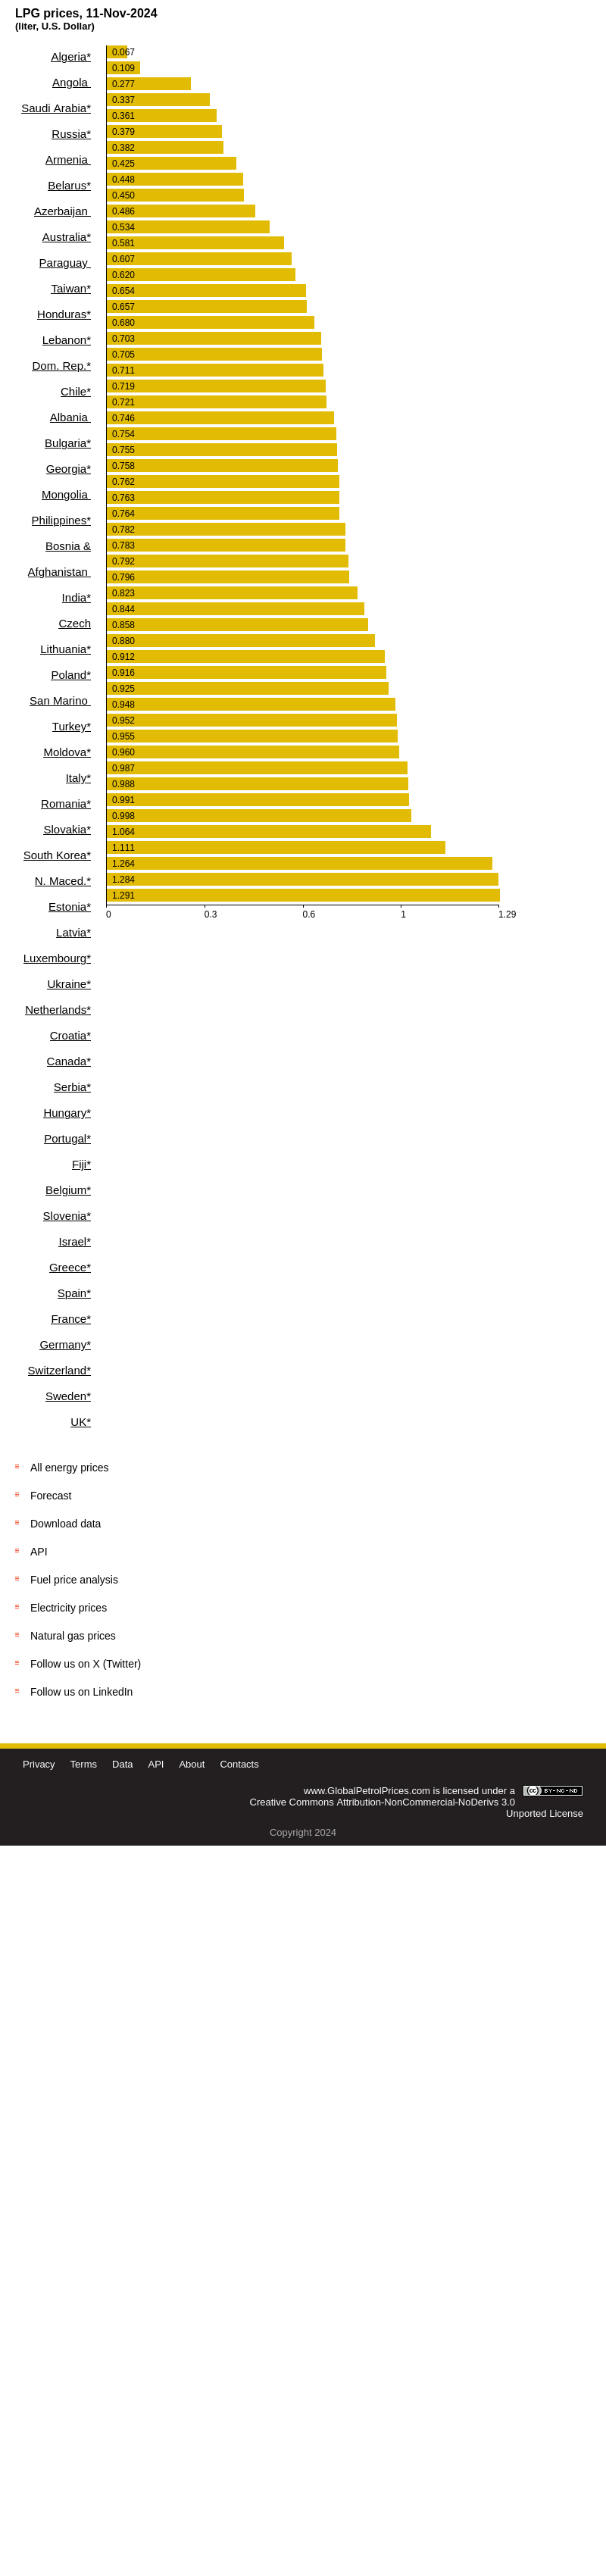 LPG prices, 11-Nov-2024
(liter, U.S. Dollar)
Algeria*
Angola
Saudi Arabia*
Russia*
Armenia
Belarus*
Azerbaijan
Australia*
Paraguay
Taiwan*
Honduras*
Lebanon*
Dom. Rep.*
Chile*
Albania
Bulgaria*
Georgia*
Mongolia
Philippines*
Bosnia &
Afghanistan
India*
Czech
Lithuania*
Poland*
San Marino
Turkey*
Moldova*
Italy*
Romania*
Slovakia*
South Korea*
N. Maced.*
Estonia*
Latvia*
Luxembourg*
Ukraine*
Netherlands*
Croatia*
Canada*
Serbia*
Hungary*
Portugal*
Fiji*
Belgium*
Slovenia*
Israel*
Greece*
Spain*
France*
Germany*
Switzerland*
Sweden*
UK*
0.067
0.109
0.277
0.337
0.361
0.379
0.382
0.425
0.448
0.450
0.486
0.534
0.581
0.607
0.620
0.654
0.657
0.680
0.703
0.705
0.711
0.719
0.721
0.746
0.754
0.755
0.758
0.762
0.763
0.764
0.782
0.783
0.792
0.796
0.823
0.844
0.858
0.880
0.912
0.916
0.925
0.948
0.952
0.955
0.960
0.987
0.988
0.991
0.998
1.064
1.111
1.264
1.284
1.291
0 0.3 0.6 1 1.29
All energy prices
Forecast
Download data
API
Fuel price analysis
Electricity prices
Natural gas prices
Follow us on X (Twitter)
Follow us on LinkedIn
Privacy Terms Data API About Contacts
www.GlobalPetrolPrices.com is licensed under a cc BY-NC-ND
Creative Commons Attribution-NonCommercial-NoDerivs 3.0
Unported License
Copyright 2024